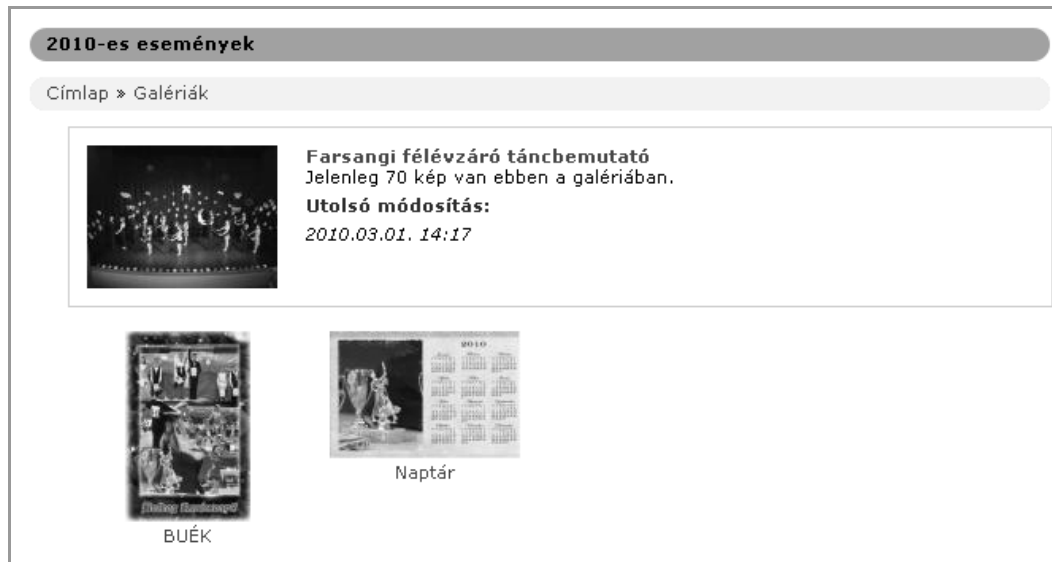 2010-es események
Címlap » Galériák
Farsangi félévzáró táncbemutató
Jelenleg 70 kép van ebben a galériában.
Utolsó módosítás:
2010.03.01. 14:17
2010
Naptár
BUÉK